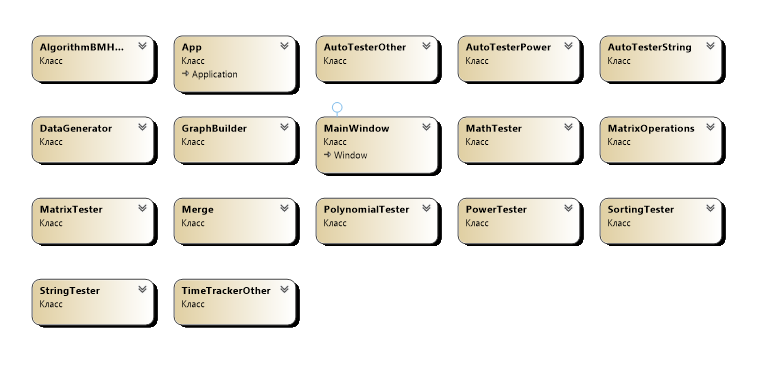 AlgorithmBMH...
Класс
App
Класс
Application
AutoTesterOther
Класс
AutoTesterPower
Класс
AutoTesterString
Класс
DataGenerator
Класс
GraphBuilder
Класс
MainWindow
Класс
Window
MathTester
Класс
MatrixOperations
Класс
MatrixTester
Класс
Merge
Класс
PolynomialTester
Класс
PowerTester
Класс
SortingTester
Класс
StringTester
Класс
TimeTrackerOther
Класс